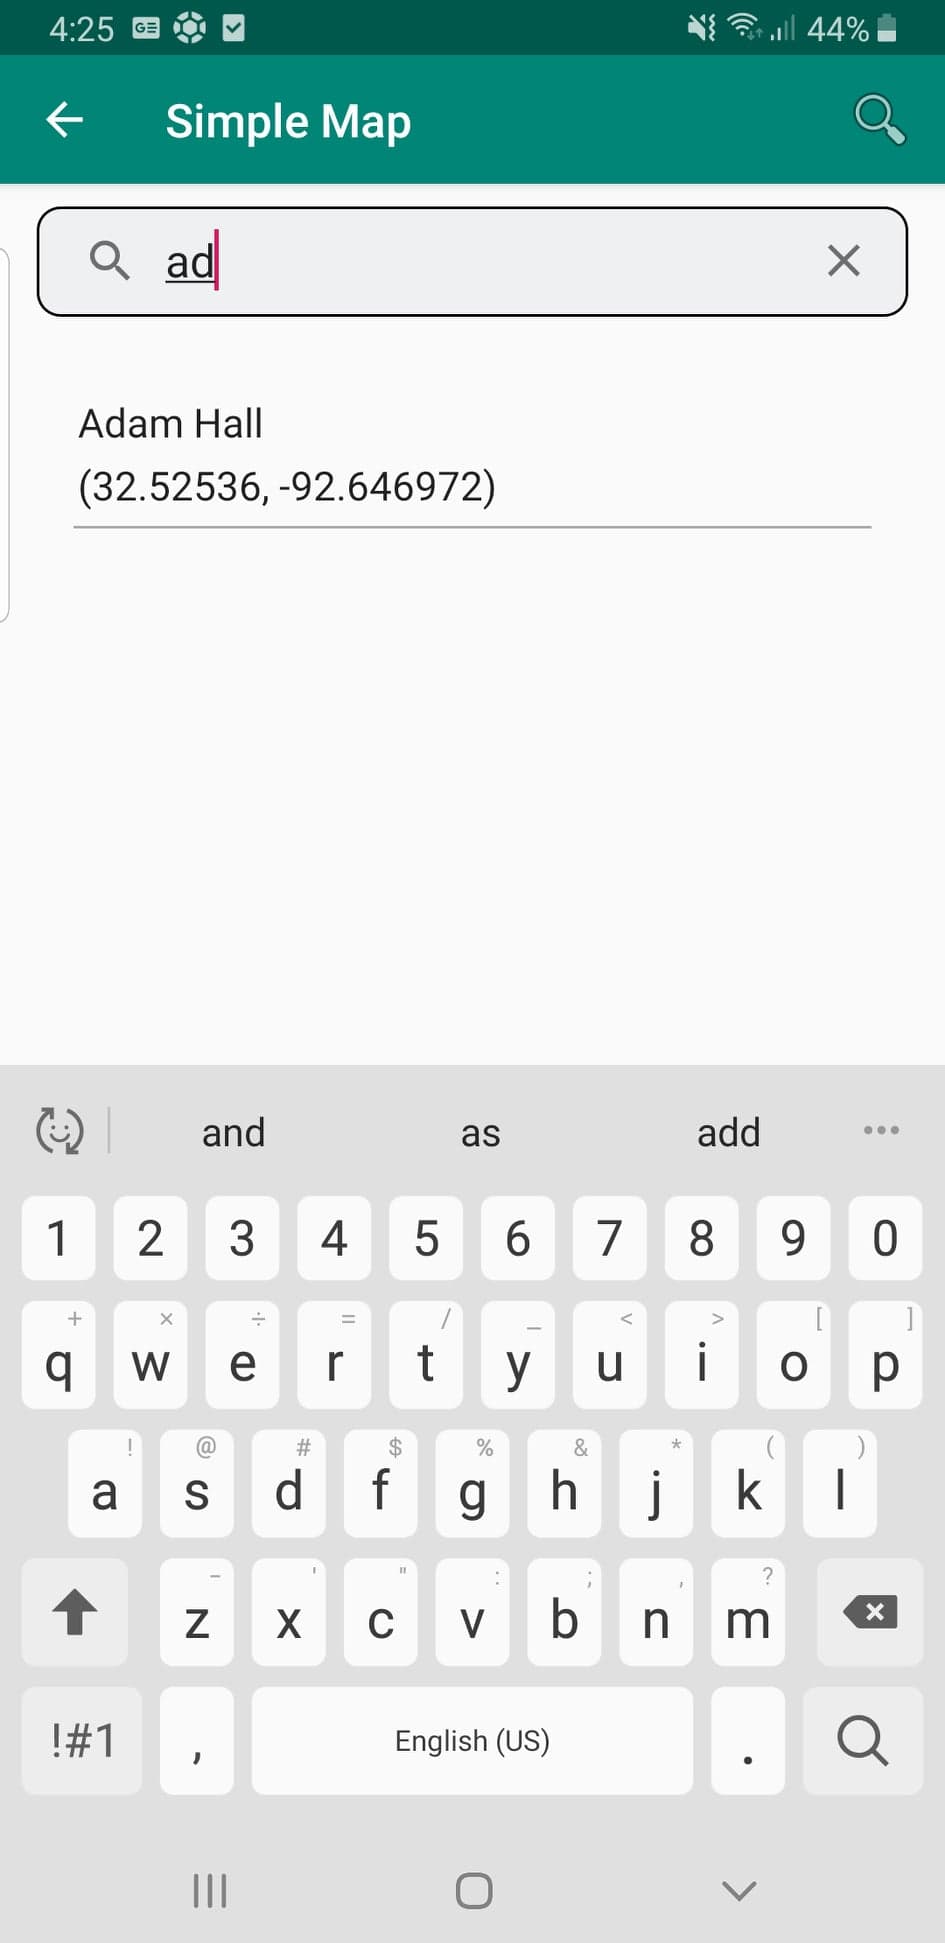 4:25 GE 44%
Simple Map
ad
Adam Hall
(32.52536, -92.646972)
and as add
1 2 3 4 5 6 7 8 9 0
+ × ÷ = / _ < > [ ]
q w e r t y u i o p
! @ # $ % & * ( )
a s d f g h j k l
- ' " : ; , ?
z x c v b n m
!#1 , English (US) .